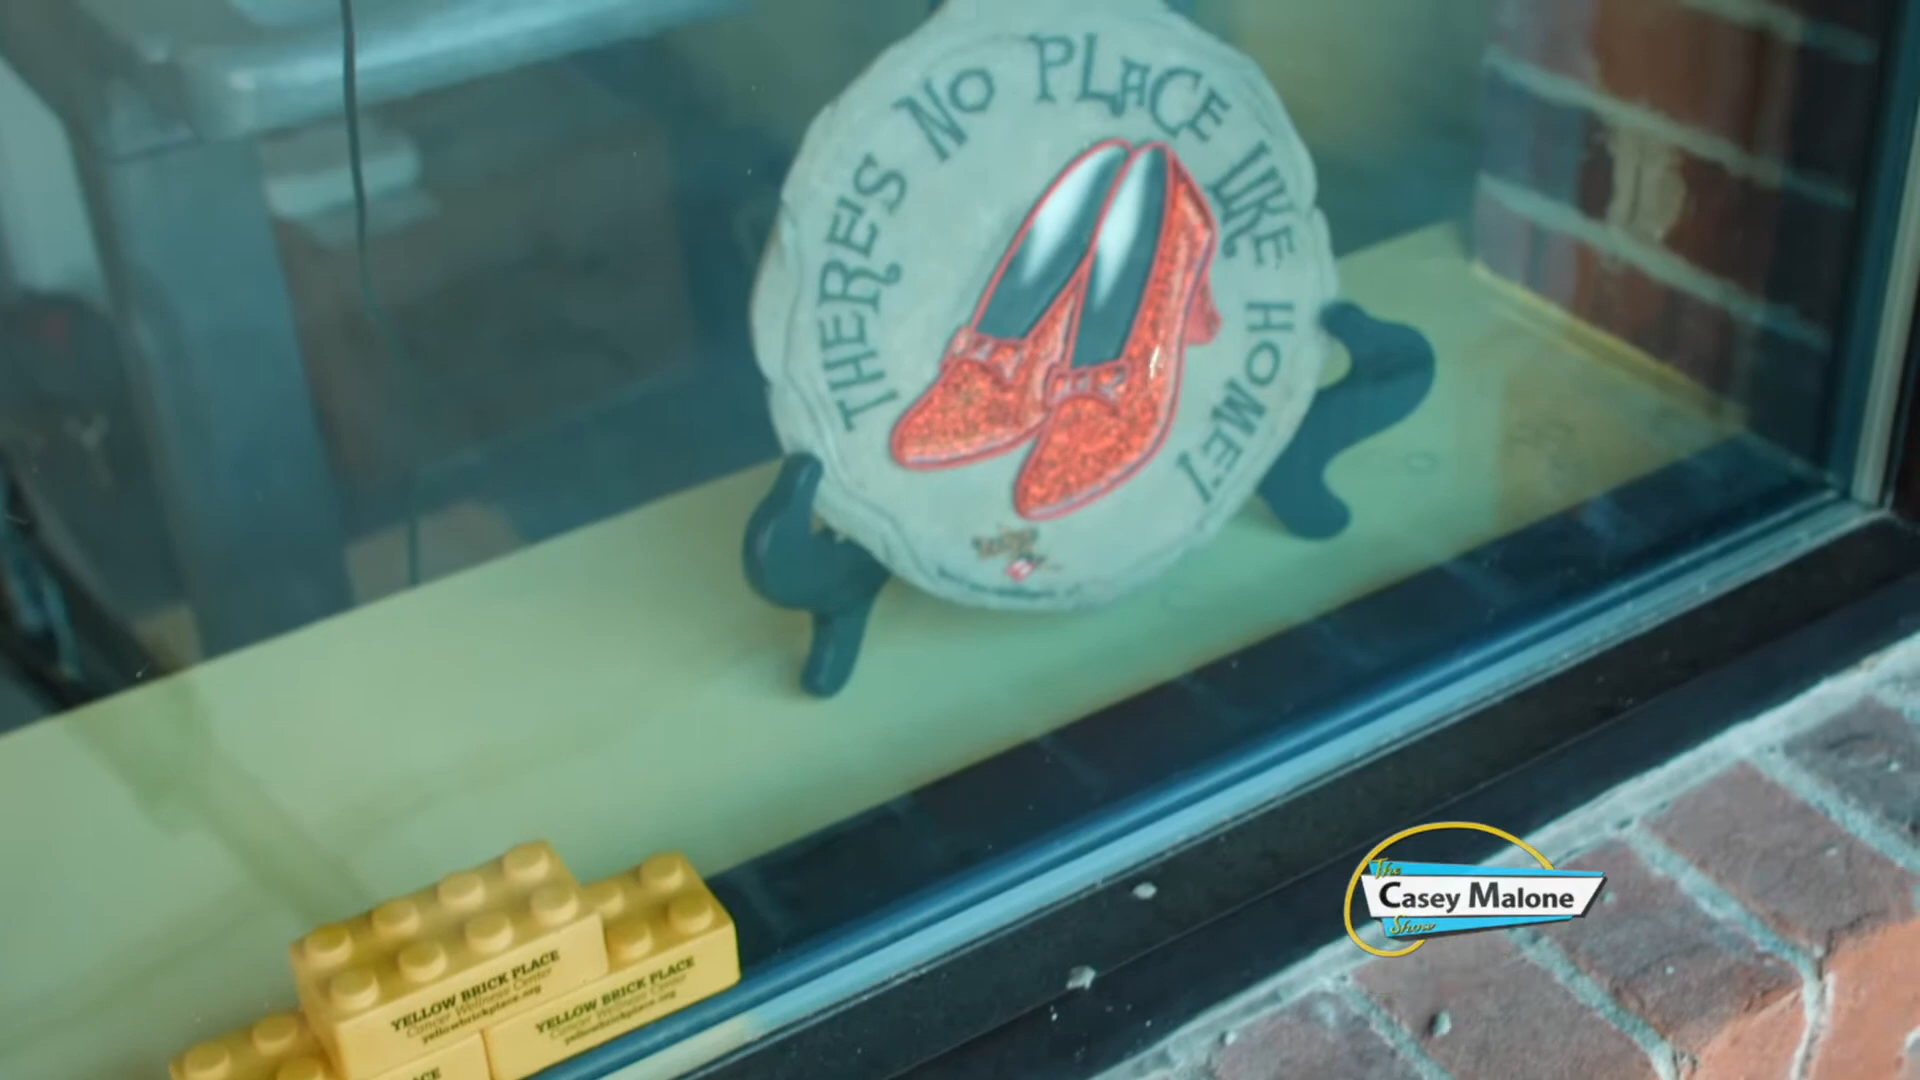 THERE'S NO PLACE LIKE HOME!
YELLOW BRICK PLACE
Cancer Wellness Center
yellowbrickplace.org
YELLOW BRICK PLACE
Cancer Wellness Center
yellowbrickplace.org
ACE
The
Casey Malone
Show